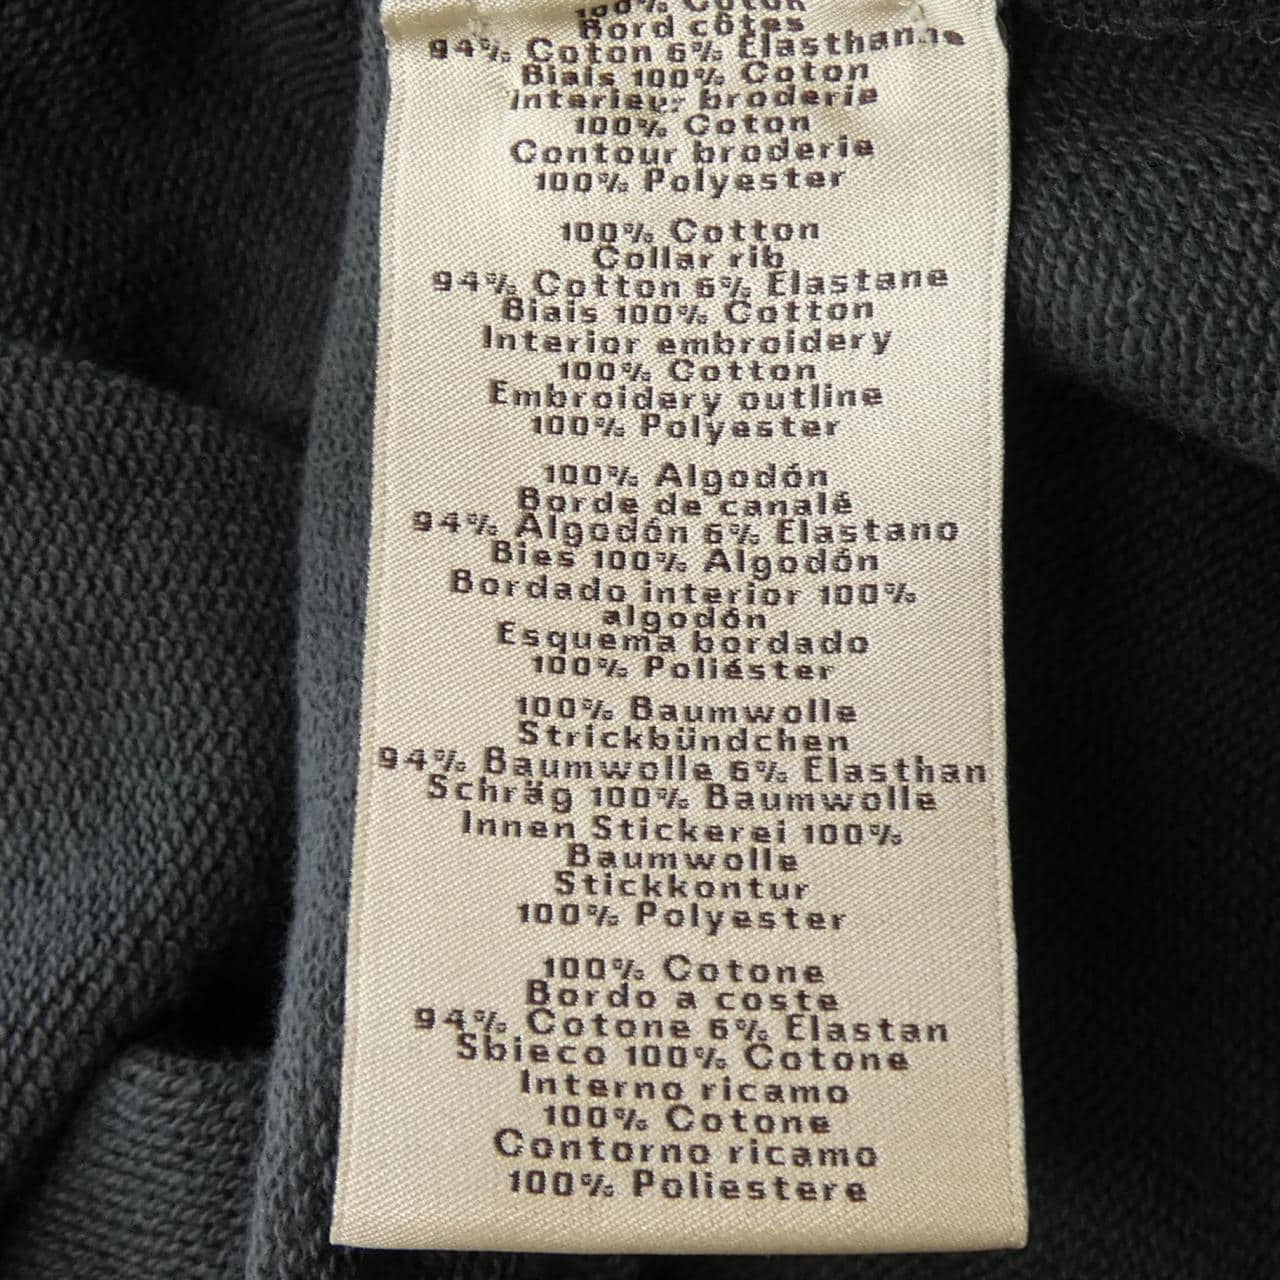 100% Coton
Bord côtes
94% Coton 6% Elasthanne
Biais 100% Coton
Interieur broderie
100% Coton
Contour broderie
100% Polyester
100% Cotton
Collar rib
94% Cotton 6% Elastane
Biais 100% Cotton
Interior embroidery
100% Cotton
Embroidery outline
100% Polyester
100% Algodón
Borde de canalé
94% Algodón 6% Elastano
Bies 100% Algodón
Bordado interior 100%
algodón
Esquema bordado
100% Poliéster
100% Baumwolle
Strickbündchen
94% Baumwolle 6% Elasthan
Schräg 100% Baumwolle
Innen Stickerei 100%
Baumwolle
Stickkontur
100% Polyester
100% Cotone
Bordo a coste
94% Cotone 6% Elastan
Sbieco 100% Cotone
Interno ricamo
100% Cotone
Contorno ricamo
100% Poliestere